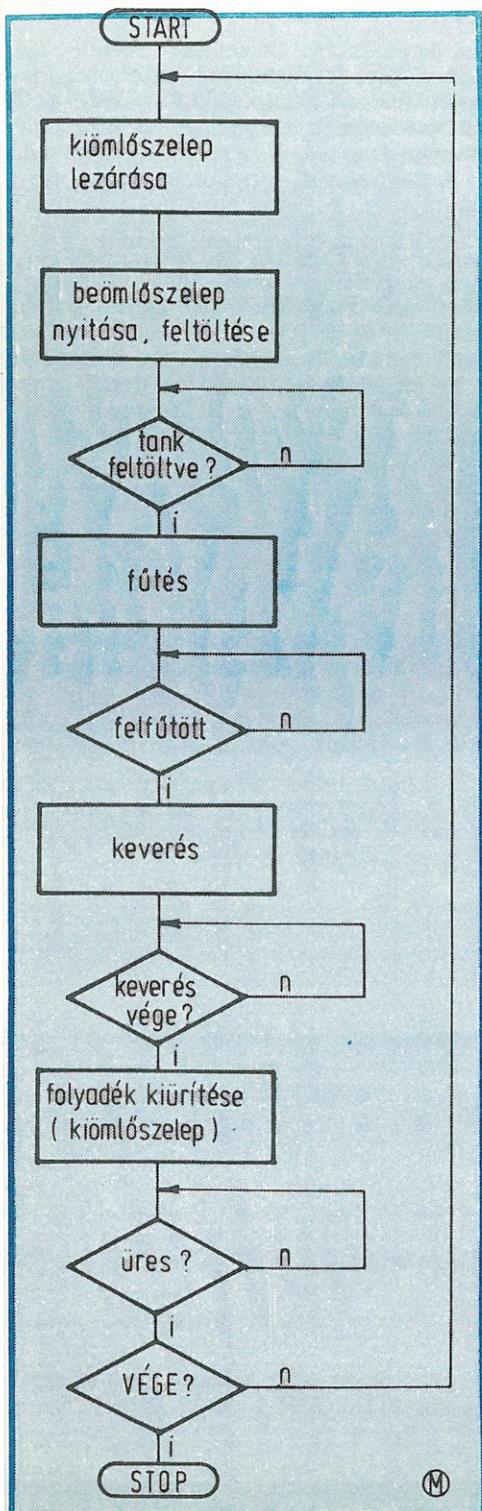 START
kiömlőszelep
lezárása
beömlőszelep
nyitása, feltöltése
tank
feltöltve?
n
i
fűtés
felfűtött
n
i
keverés
keverés
vége?
n
i
folyadék kiürítése
( kiömlőszelep )
üres ?
n
i
VÉGE?
n
i
STOP
M